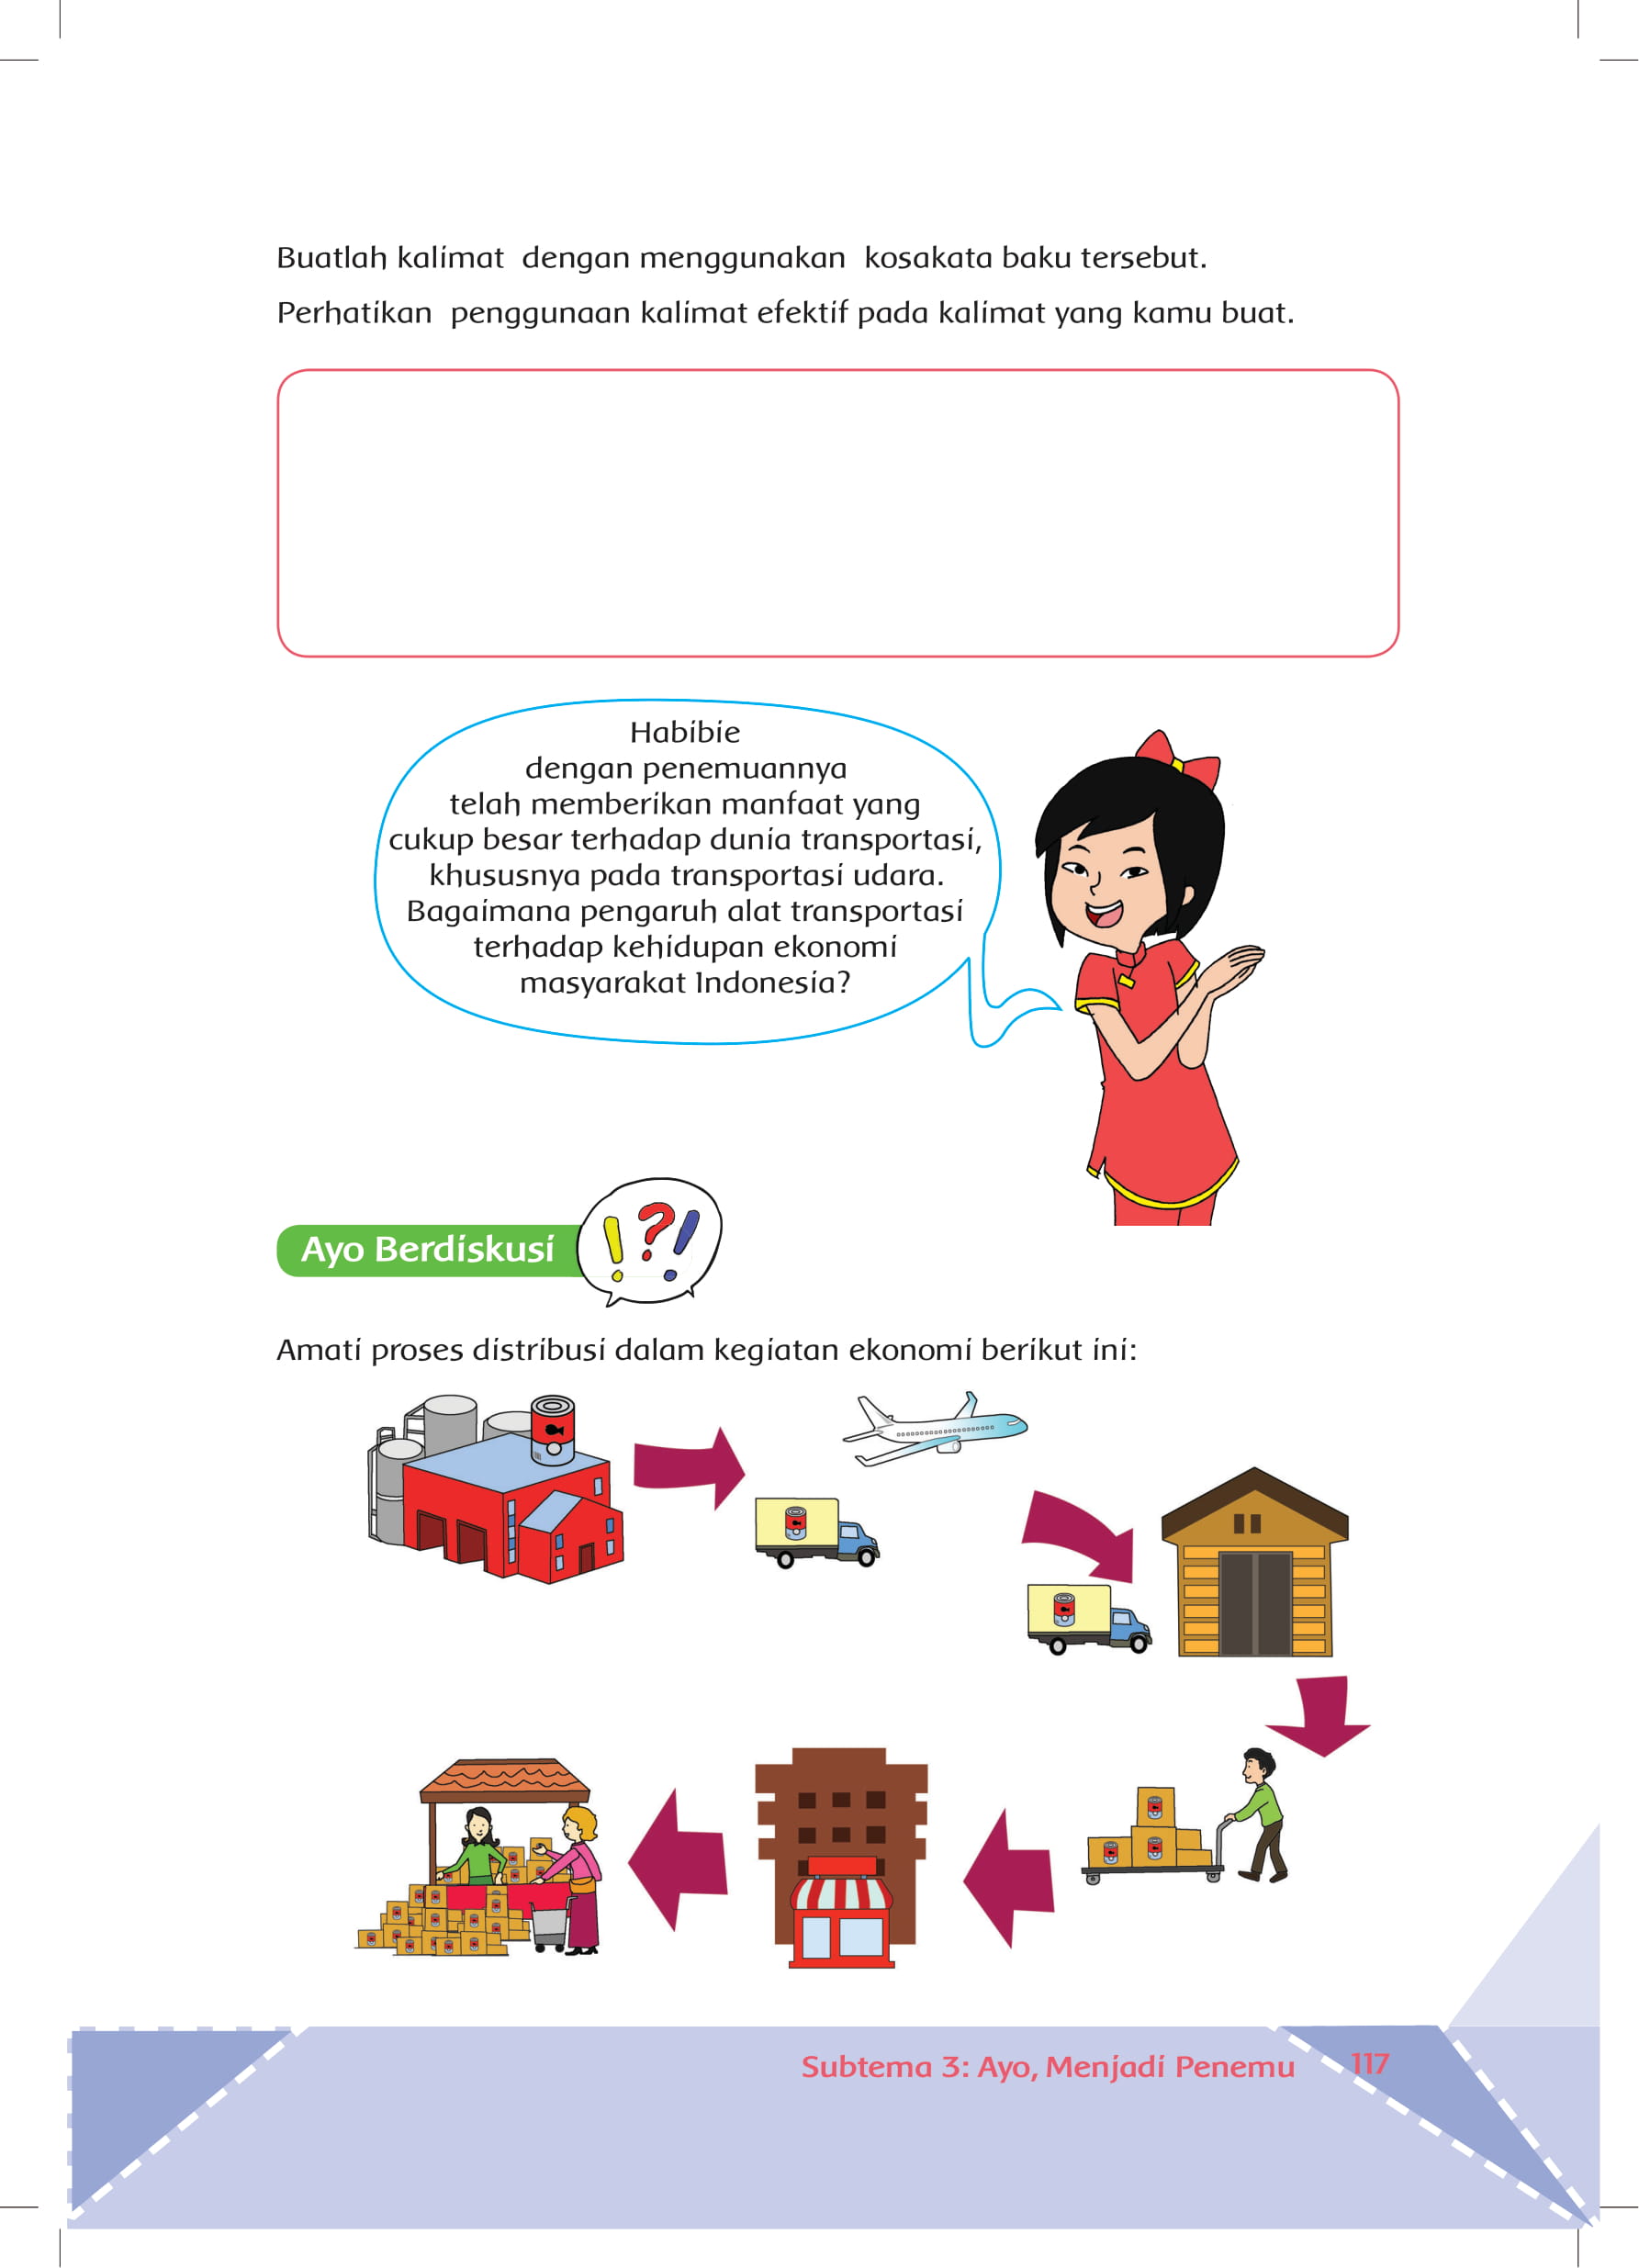 Buatlah kalimat dengan menggunakan kosakata baku tersebut.
Perhatikan penggunaan kalimat efektif pada kalimat yang kamu buat.
Habibie
dengan penemuannya
telah memberikan manfaat yang
cukup besar terhadap dunia transportasi,
khususnya pada transportasi udara.
Bagaimana pengaruh alat transportasi
terhadap kehidupan ekonomi
masyarakat Indonesia?
!?!
Ayo Berdiskusi
Amati proses distribusi dalam kegiatan ekonomi berikut ini:
Subtema 3: Ayo, Menjadi Penemu 117